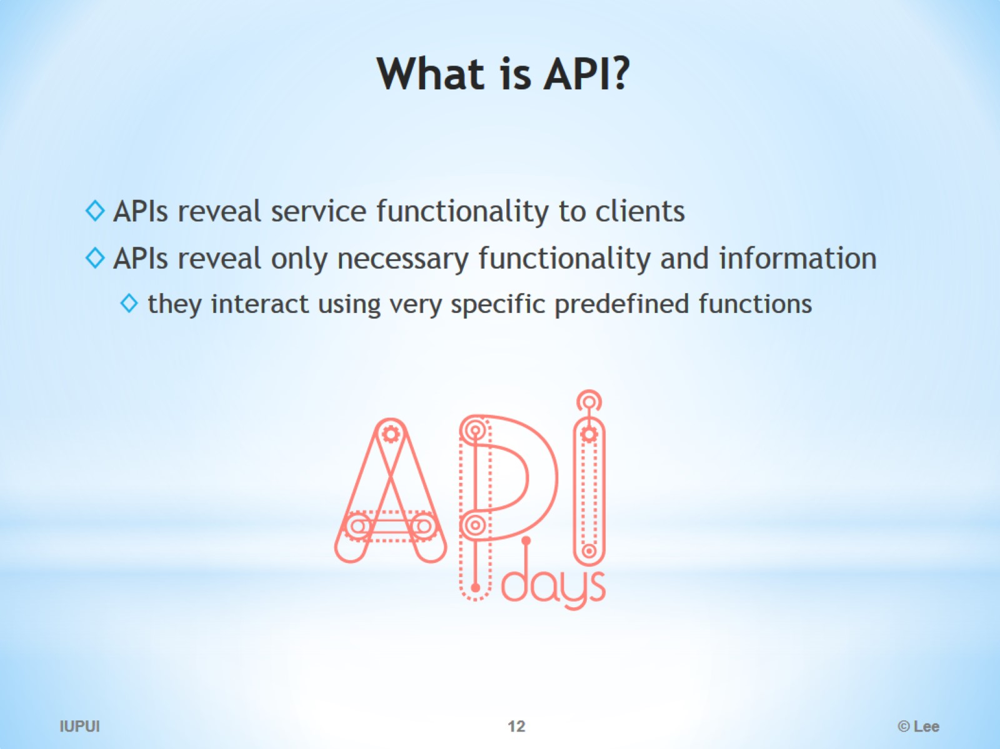 What is API?
APIs reveal service functionality to clients
APIs reveal only necessary functionality and information
they interact using very specific predefined functions
API
days
IUPUI
12
© Lee